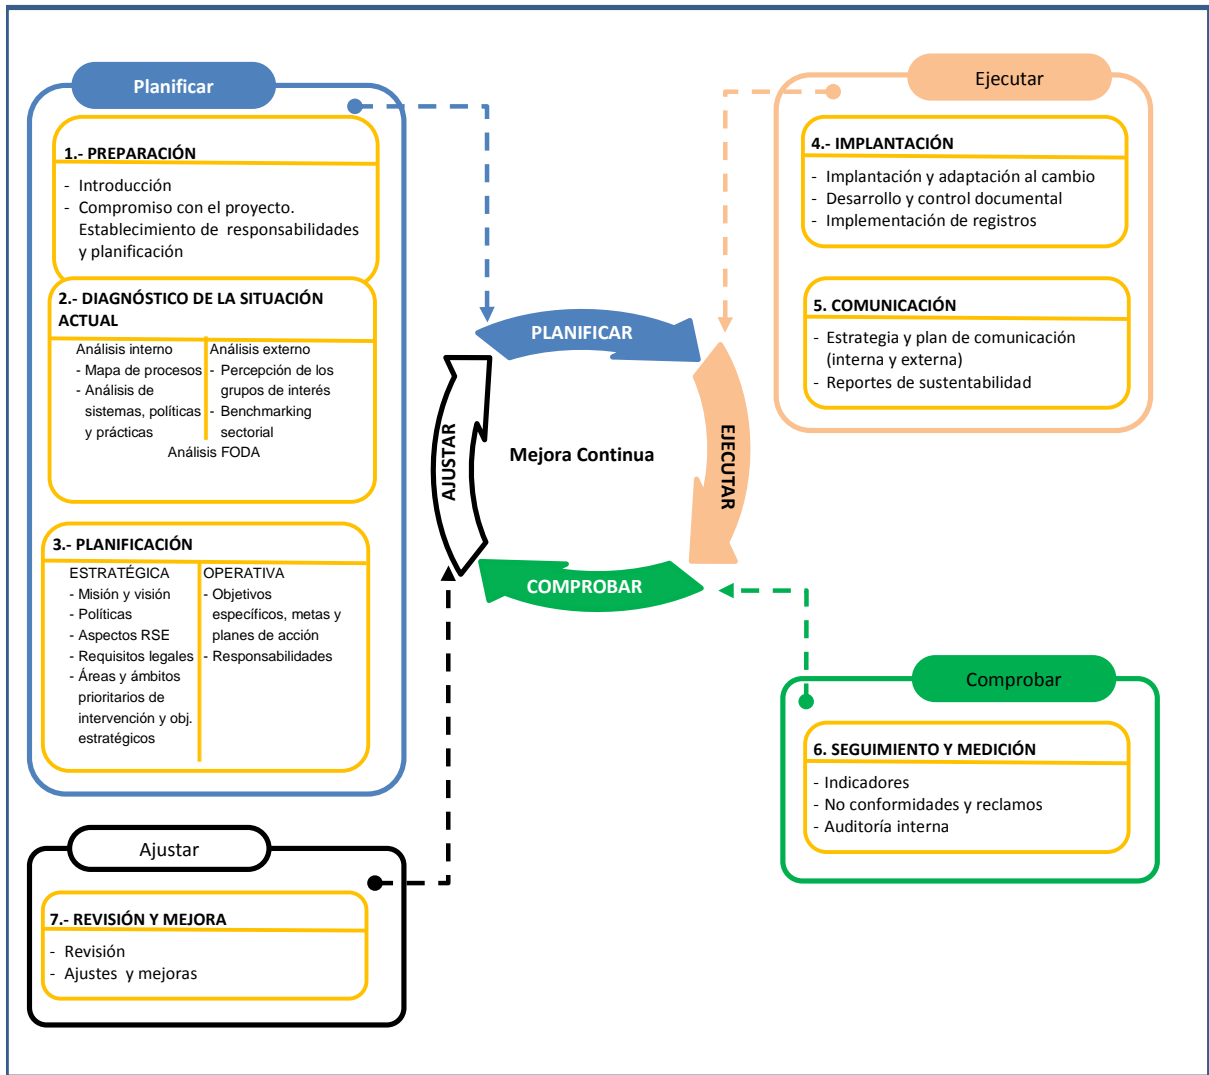 Planificar
1.- PREPARACIÓN
- Introducción
- Compromiso con el proyecto.
Establecimiento de responsabilidades
y planificación
2.- DIAGNÓSTICO DE LA SITUACIÓN
ACTUAL
Análisis interno
- Mapa de procesos
- Análisis de
sistemas, políticas
y prácticas
Análisis externo
- Percepción de los
grupos de interés
- Benchmarking
sectorial
Análisis FODA
3.- PLANIFICACIÓN
ESTRATÉGICA
- Misión y visión
- Políticas
- Aspectos RSE
- Requisitos legales
- Áreas y ámbitos
prioritarios de
intervención y obj.
estratégicos
OPERATIVA
- Objetivos
específicos, metas y
planes de acción
- Responsabilidades
Ajustar
7.- REVISIÓN Y MEJORA
- Revisión
- Ajustes y mejoras
PLANIFICAR
EJECUTAR
COMPROBAR
AJUSTAR
Mejora Continua
Ejecutar
4.- IMPLANTACIÓN
- Implantación y adaptación al cambio
- Desarrollo y control documental
- Implementación de registros
5. COMUNICACIÓN
- Estrategia y plan de comunicación
(interna y externa)
- Reportes de sustentabilidad
Comprobar
6. SEGUIMIENTO Y MEDICIÓN
- Indicadores
- No conformidades y reclamos
- Auditoría interna